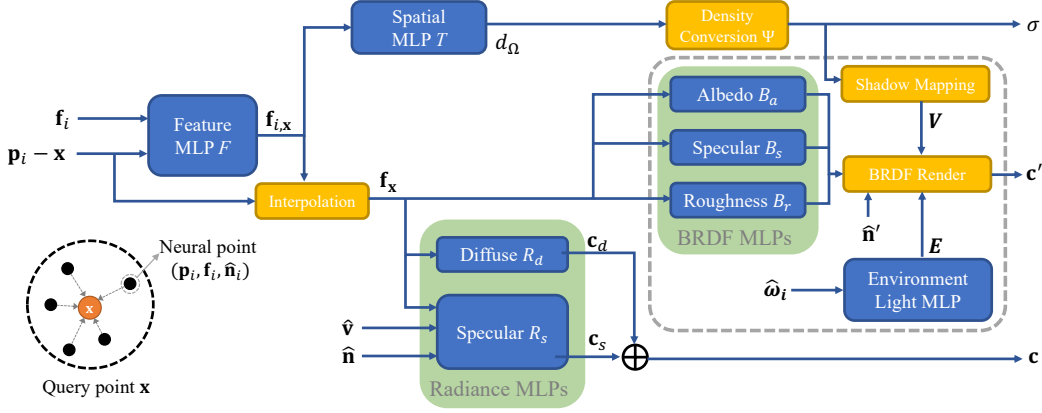 Spatial
MLP T
d_Ω
Density
Conversion Ψ
σ
Shadow Mapping
V
f_i
p_i − x
Feature
MLP F
f_{i,x}
Interpolation
f_x
Albedo B_a
Specular B_s
Roughness B_r
BRDF MLPs
BRDF Render
c′
n̂′
E
ω̂_i
Environment
Light MLP
Neural point
(p_i, f_i, n̂_i)
x
Query point x
Diffuse R_d
c_d
v̂
n̂
Specular R_s
c_s
Radiance MLPs
c